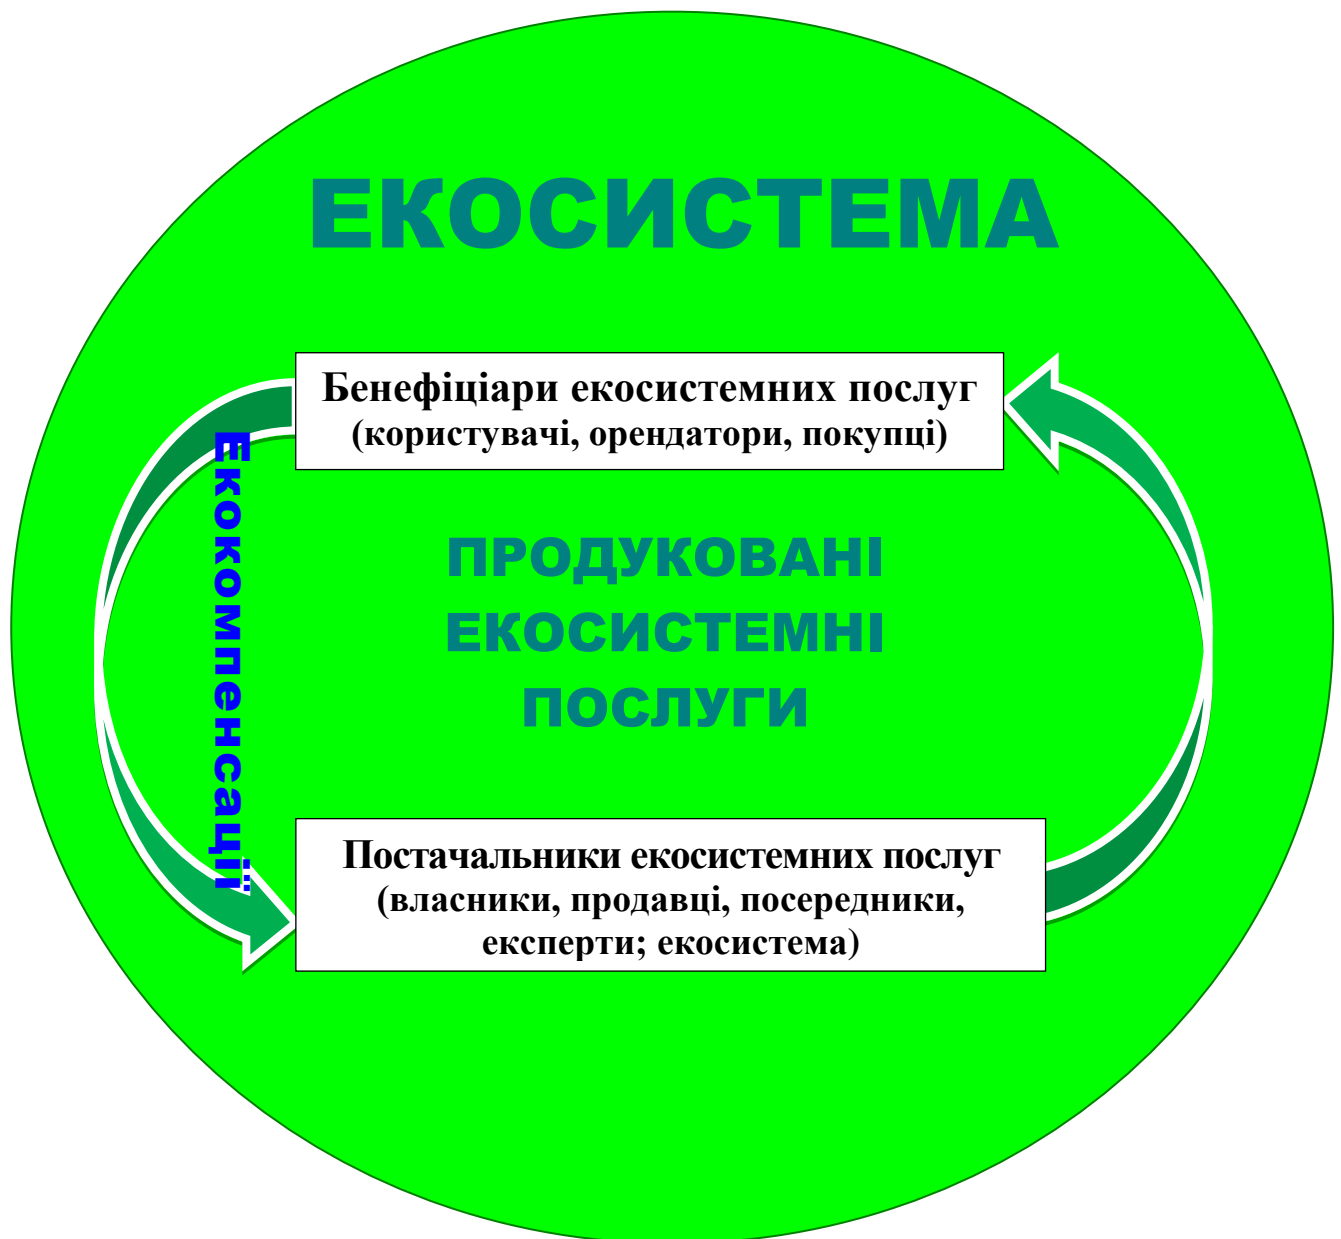 ЕКОСИСТЕМА
Бенефіціари екосистемних послуг
(користувачі, орендатори, покупці)
Екокомпенсації
ПРОДУКОВАНІ
ЕКОСИСТЕМНІ
ПОСЛУГИ
Постачальники екосистемних послуг
(власники, продавці, посередники,
експерти; екосистема)